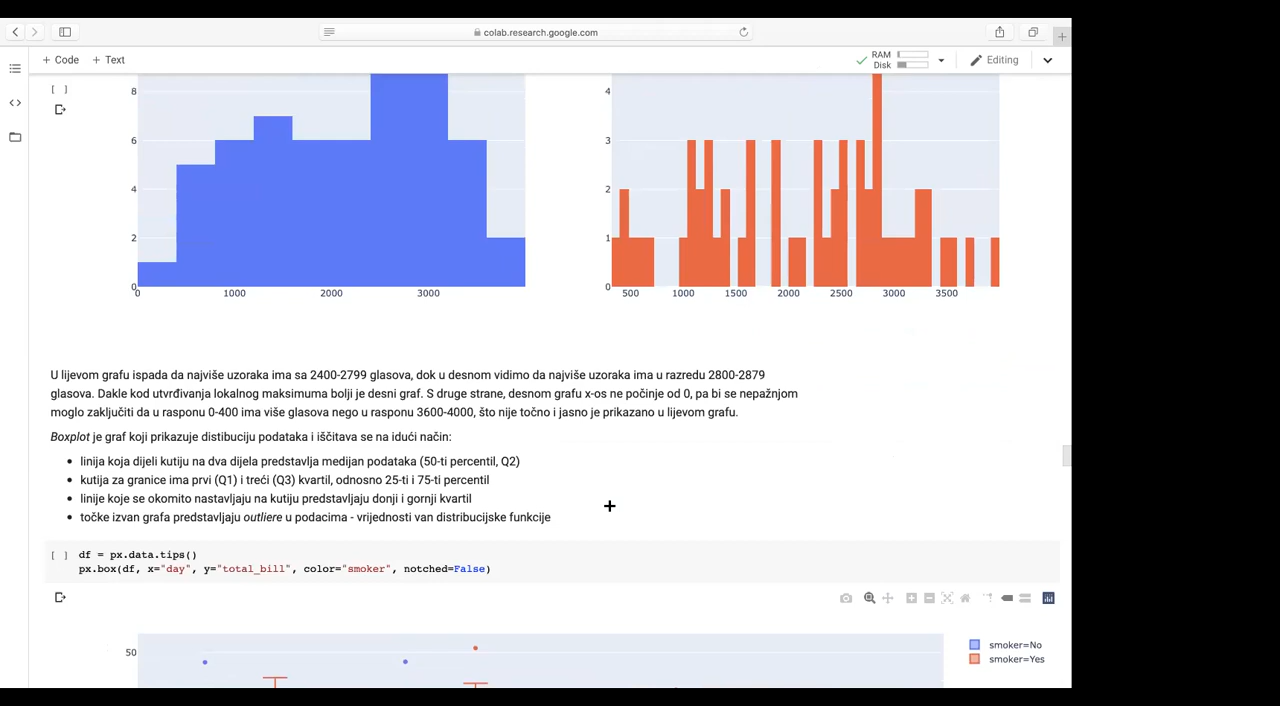 colab.research.google.com
+ Code + Text
RAM
Disk
Editing
[ ]
8
6
4
2
0
0 1000 2000 3000
4
3
2
1
0
500 1000 1500 2000 2500 3000 3500
U lijevom grafu ispada da najviše uzoraka ima sa 2400-2799 glasova, dok u desnom vidimo da najviše uzoraka ima u razredu 2800-2879
glasova. Dakle kod utvrđivanja lokalnog maksimuma bolji je desni graf. S druge strane, desnom grafu x-os ne počinje od 0, pa bi se nepažnjom
moglo zaključiti da u rasponu 0-400 ima više glasova nego u rasponu 3600-4000, što nije točno i jasno je prikazano u lijevom grafu.
Boxplot je graf koji prikazuje distibuciju podataka i iščitava se na idući način:
• linija koja dijeli kutiju na dva dijela predstavlja medijan podataka (50-ti percentil, Q2)
• kutija za granice ima prvi (Q1) i treći (Q3) kvartil, odnosno 25-ti i 75-ti percentil
• linije koje se okomito nastavljaju na kutiju predstavljaju donji i gornji kvartil
• točke izvan grafa predstavljaju outliere u podacima - vrijednosti van distribucijske funkcije
[ ] df = px.data.tips()
px.box(df, x="day", y="total_bill", color="smoker", notched=False)
50
smoker=No
smoker=Yes